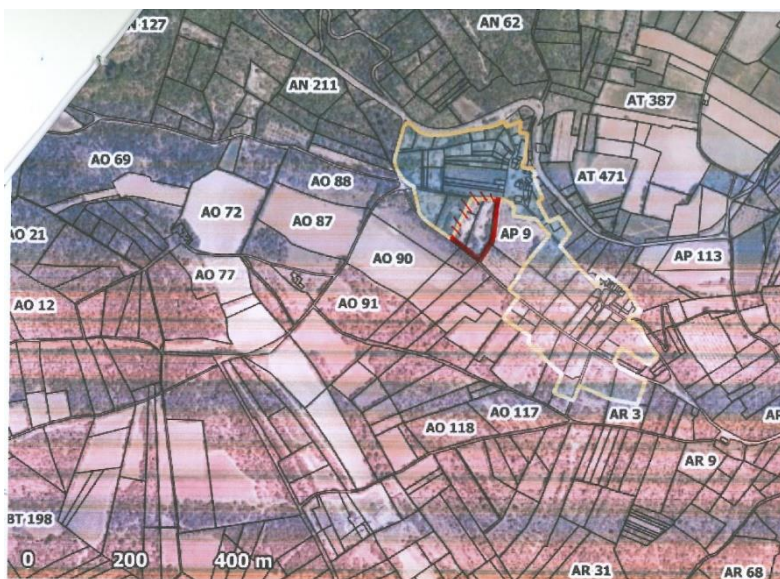 N 127
AN 62
AN 211
AT 387
AO 69
AO 88
AT 471
AO 72
AO 87
AO 21
AP 9
AO 90
AP 113
AO 77
AO 12
AO 91
AO 117
AR 3
AO 118
AR 9
BT 198
0 200 400 m
AR 31
AR 68